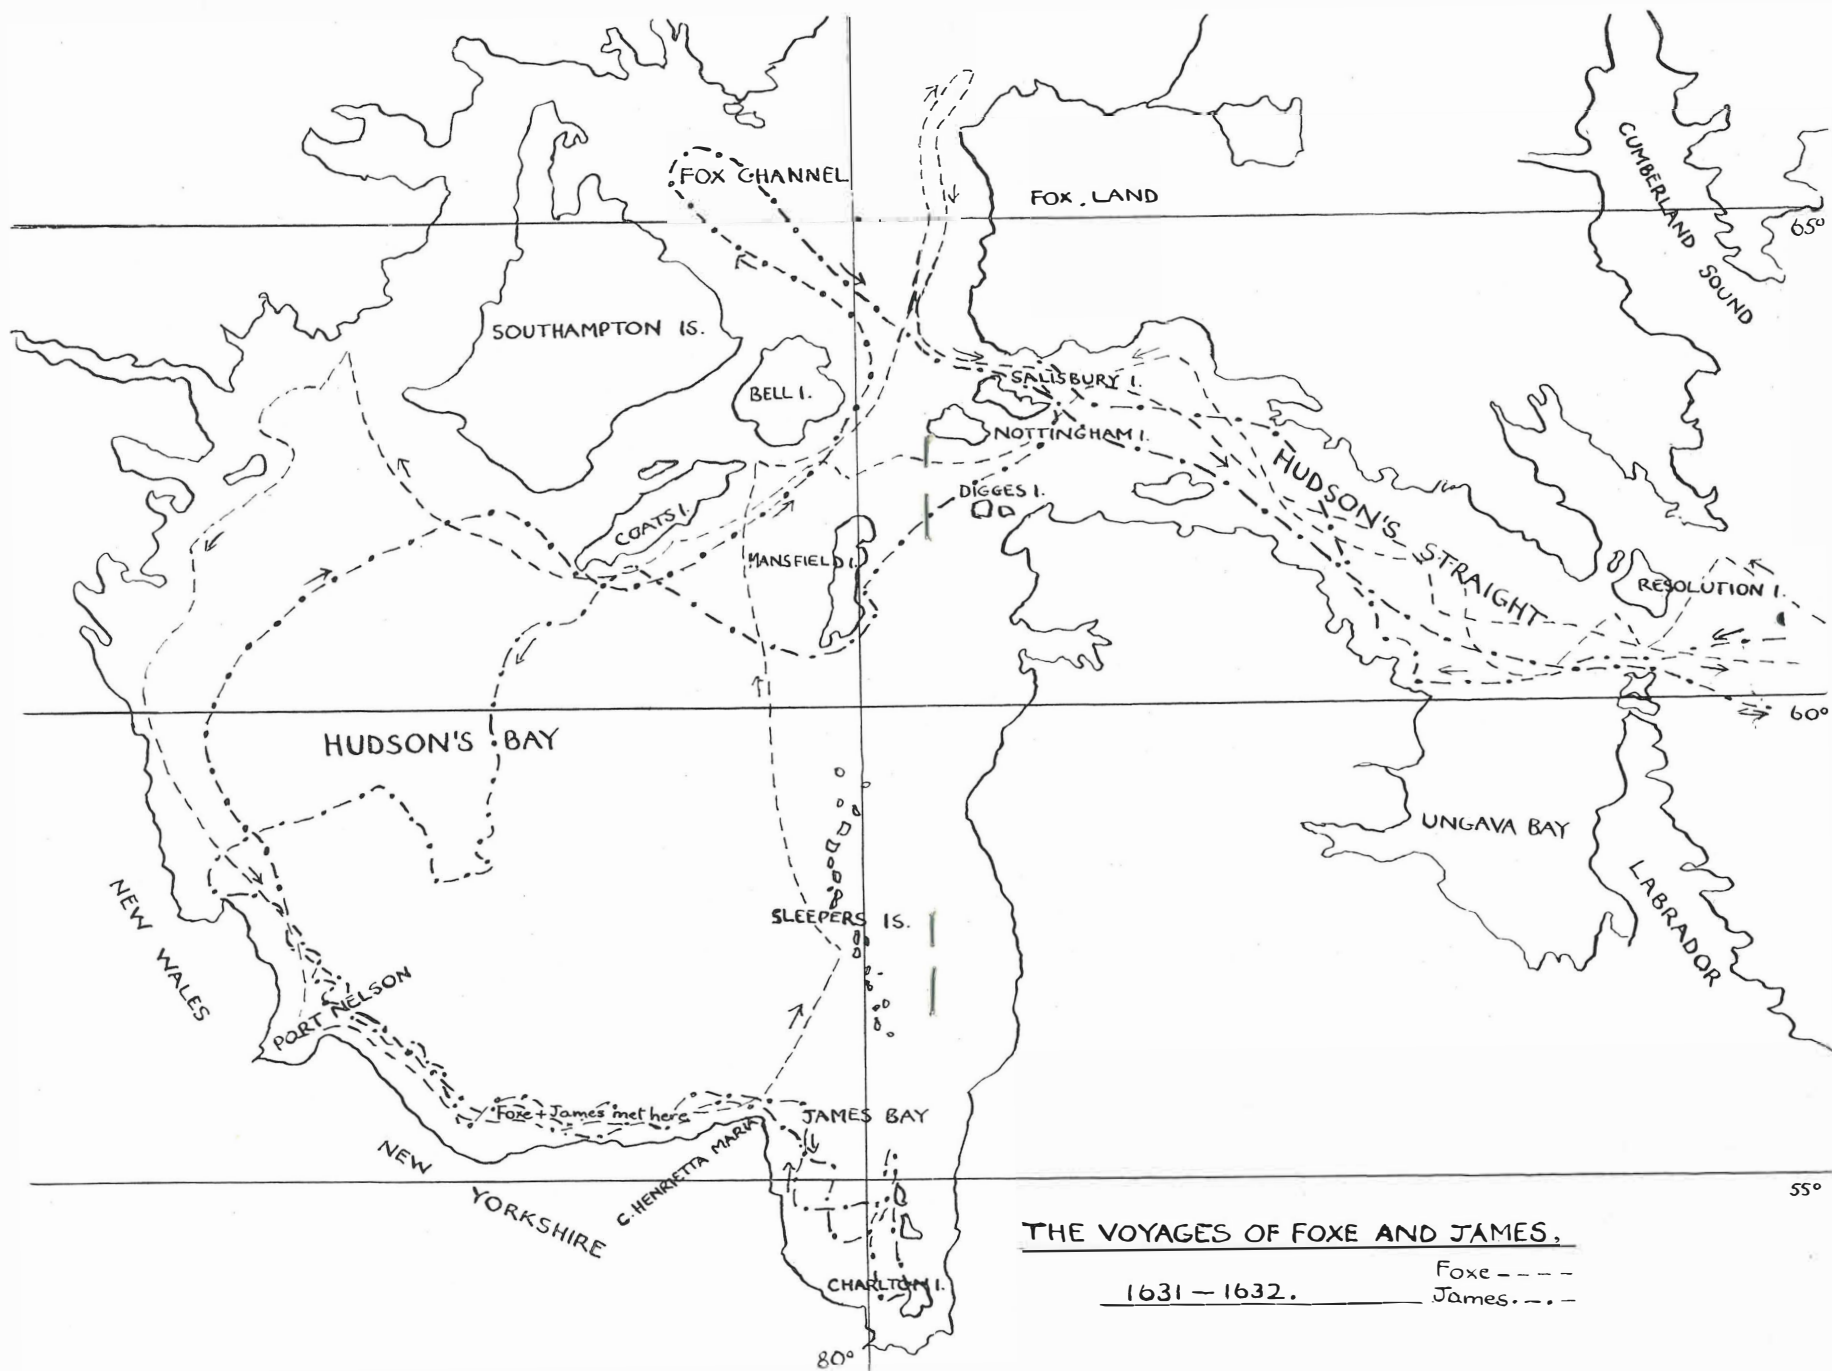 FOX CHANNEL
FOX. LAND
CUMBERLAND SOUND
65°
SOUTHAMPTON IS.
BELL I.
SALISBURY I.
NOTTINGHAM I.
HUDSON'S STRAIGHT
DIGGES I.
COATS I.
MANSFIELD I.
RESOLUTION I.
60°
HUDSON'S BAY
UNGAVA BAY
LABRADOR
NEW WALES
SLEEPERS IS.
PORT NELSON
Foxe + James met here
JAMES BAY
C. HENRIETTA MARIA
NEW YORKSHIRE
55°
CHARLTON I.
80°
THE VOYAGES OF FOXE AND JAMES.
1631 — 1632.
Foxe - - - -
James. - . -